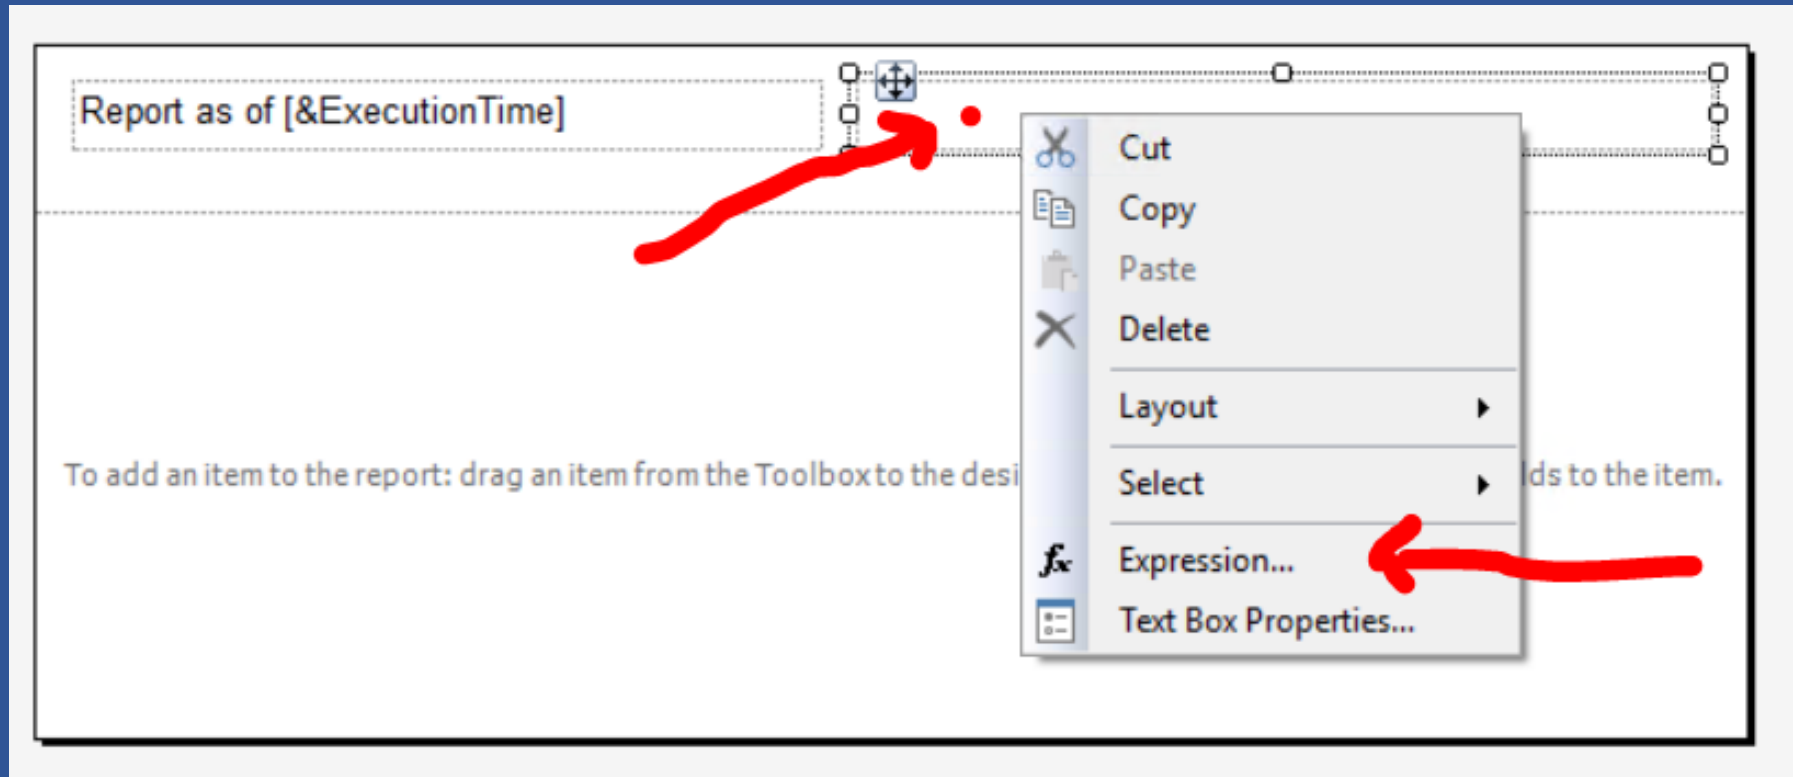 Report as of [&ExecutionTime]
Cut
Copy
Paste
Delete
Layout
To add an item to the report: drag an item from the Toolbox to the desi
lds to the item.
Select
fx Expression...
Text Box Properties...